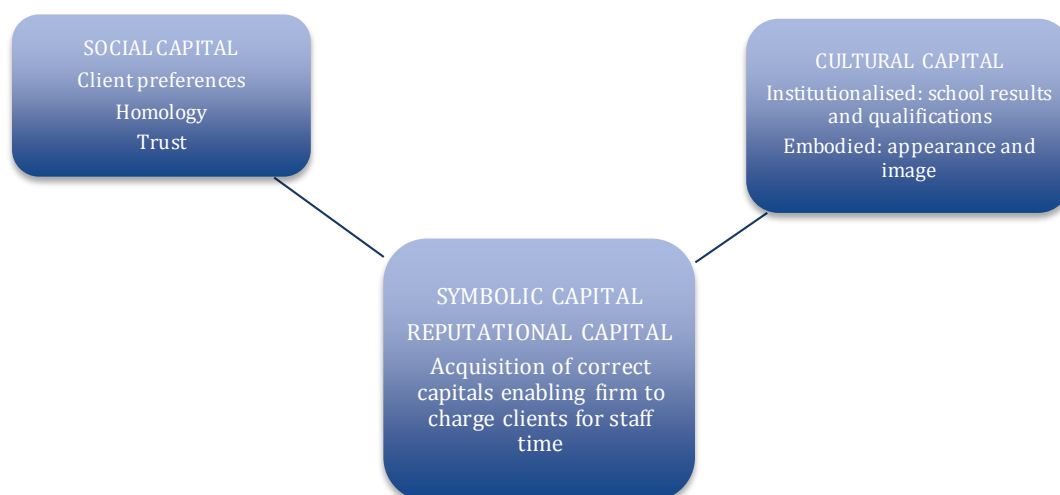 SOCIAL CAPITAL
Client preferences
Homology
Trust
CULTURAL CAPITAL
Institutionalised: school results
and qualifications
Embodied: appearance and
image
SYMBOLIC CAPITAL
REPUTATIONAL CAPITAL
Acquisition of correct
capitals enabling firm to
charge clients for staff
time